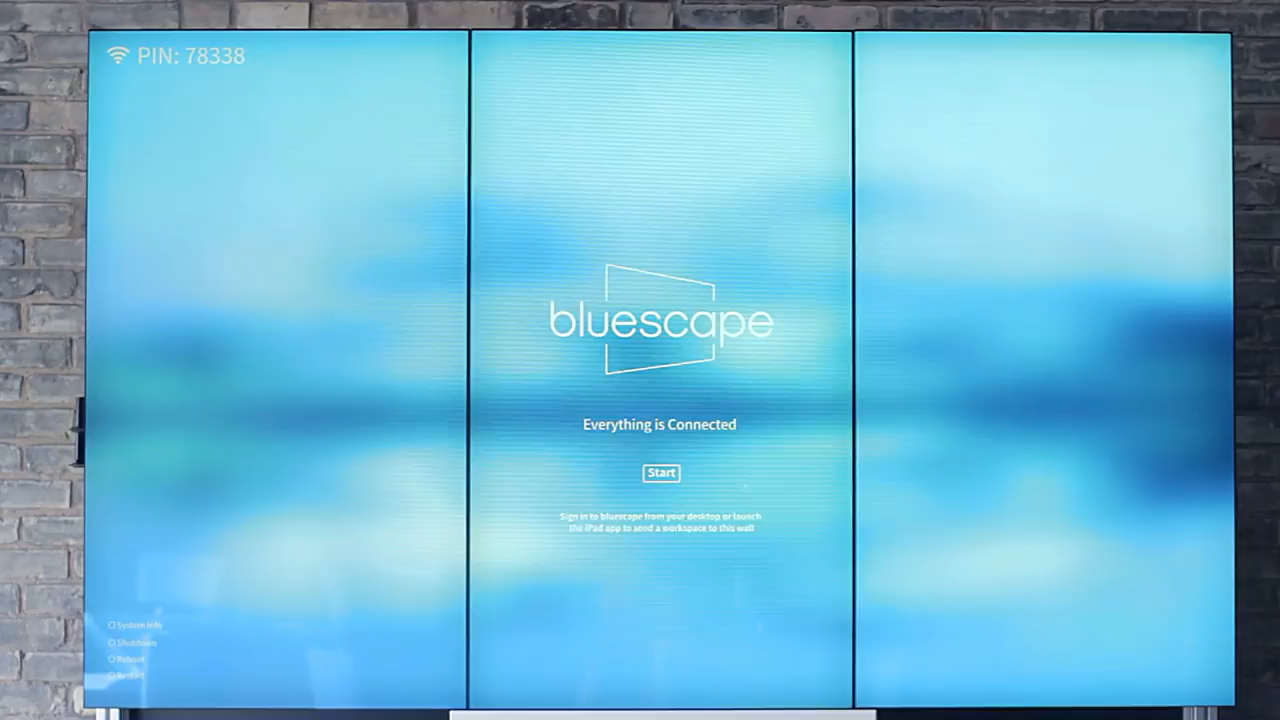 PIN: 78338
bluescape
Everything is Connected
Start
Sign in to bluescape from your desktop or launch
the iPad app to send a workspace to this wall
System Info
Shutdown
Reboot
Restart